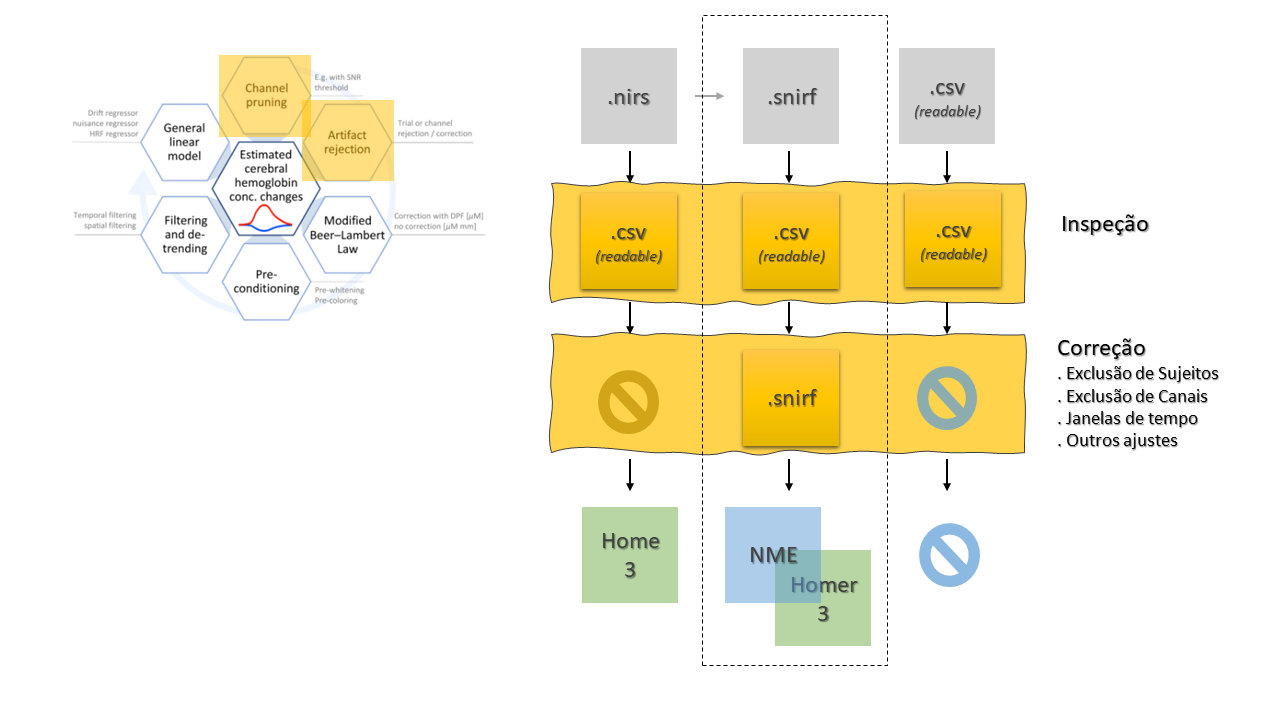 Channel
pruning
E.g. with SNR
threshold
Drift regressor
nuisance regressor
HRF regressor
General
linear
model
Artifact
rejection
Trial or channel
rejection / correction
Estimated
cerebral
hemoglobin
conc. changes
Temporal filtering
spatial filtering
Filtering
and de-
trending
Modified
Beer–Lambert
Law
Correction with DPF [µM]
no correction [µM mm]
Pre-
conditioning
Pre-whitening
Pre-coloring
.nirs
.snirf
.csv
(readable)
.csv
(readable)
.csv
(readable)
.csv
(readable)
Inspeção
.snirf
Correção
. Exclusão de Sujeitos
. Exclusão de Canais
. Janelas de tempo
. Outros ajustes
Home
3
NME
Homer
3